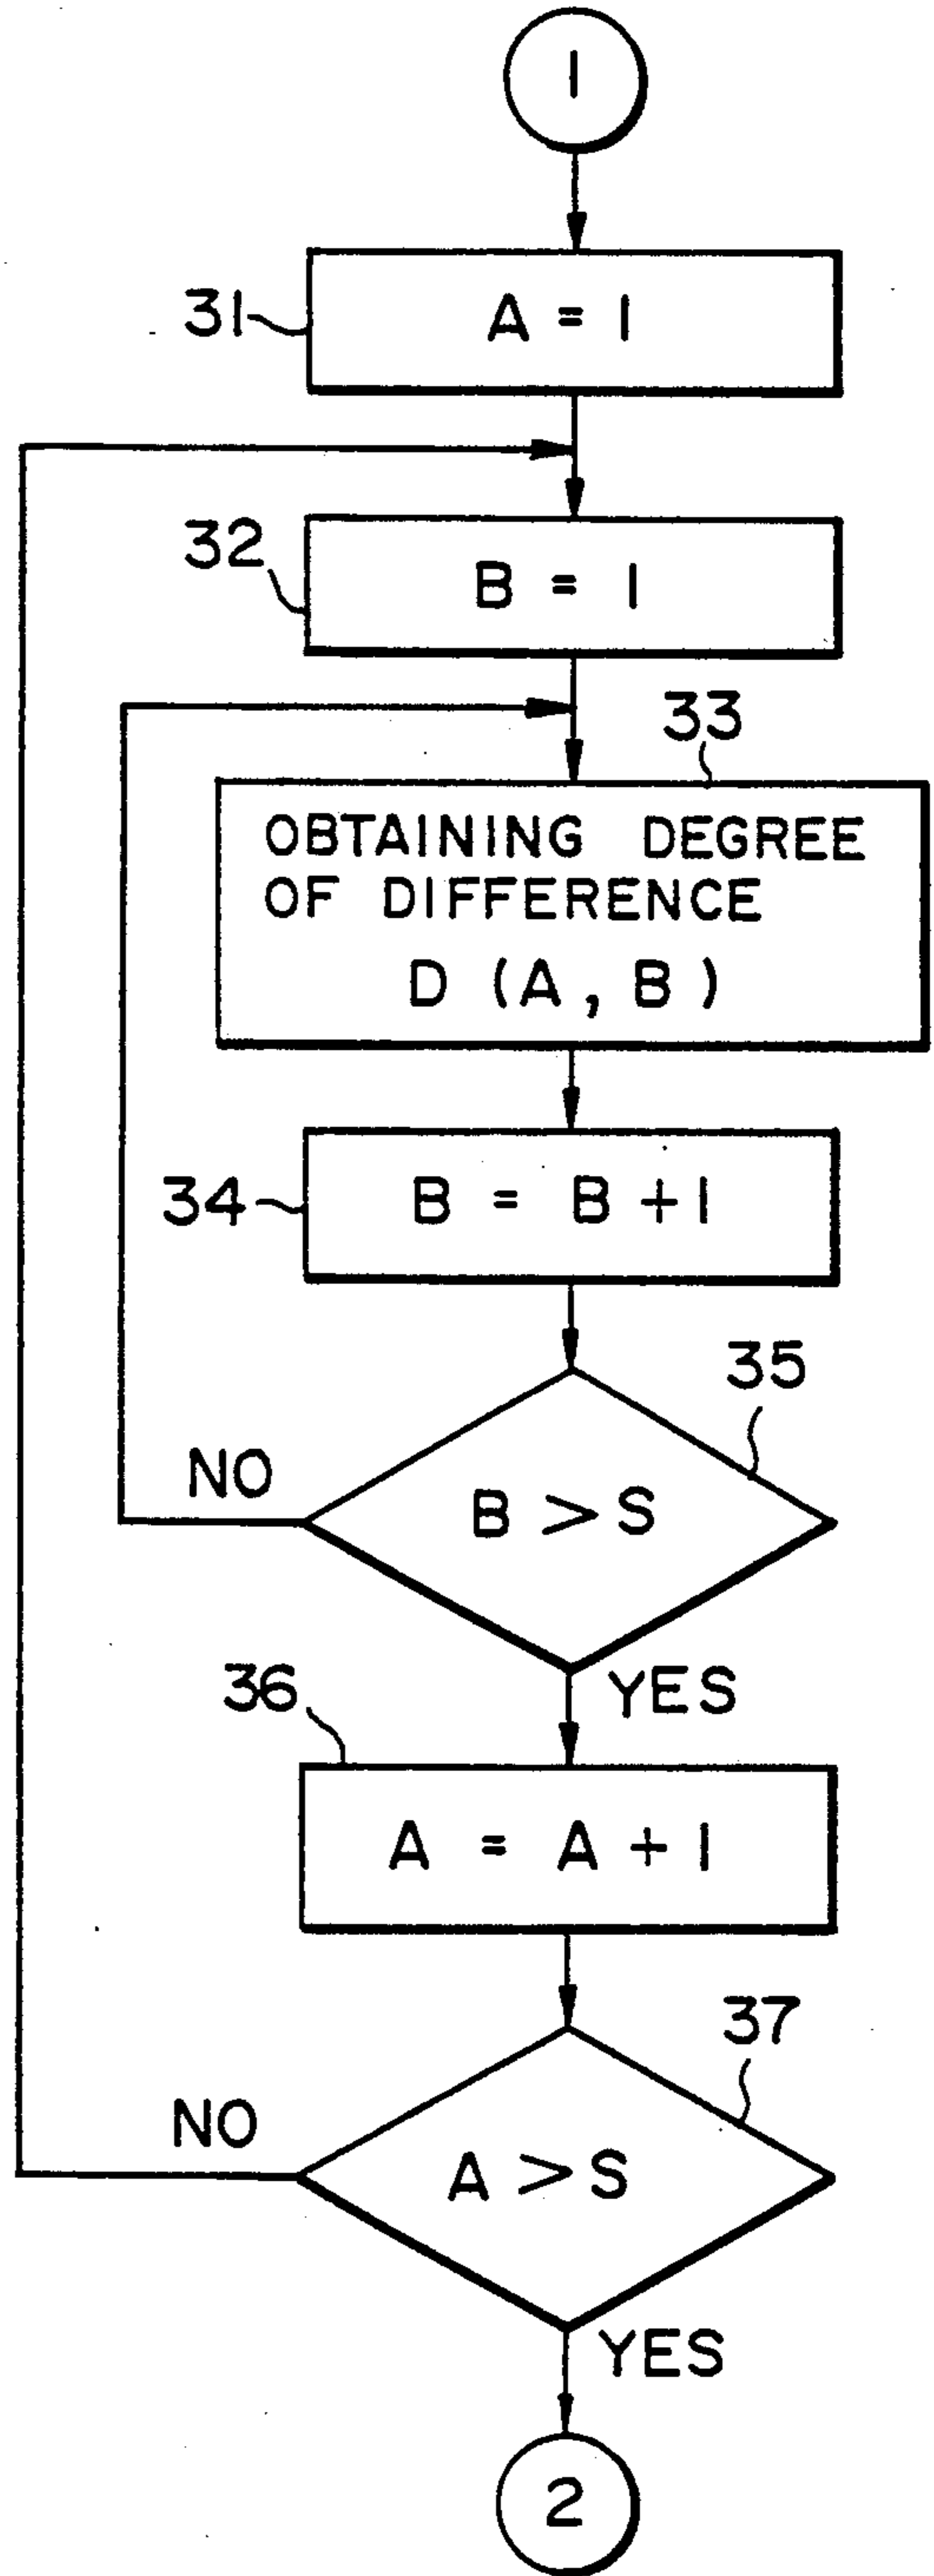 1
31
A = 1
32
B = 1
33
OBTAINING DEGREE
OF DIFFERENCE
D (A, B)
34
B = B + 1
35
NO
B > S
YES
36
A = A + 1
37
NO
A > S
YES
2